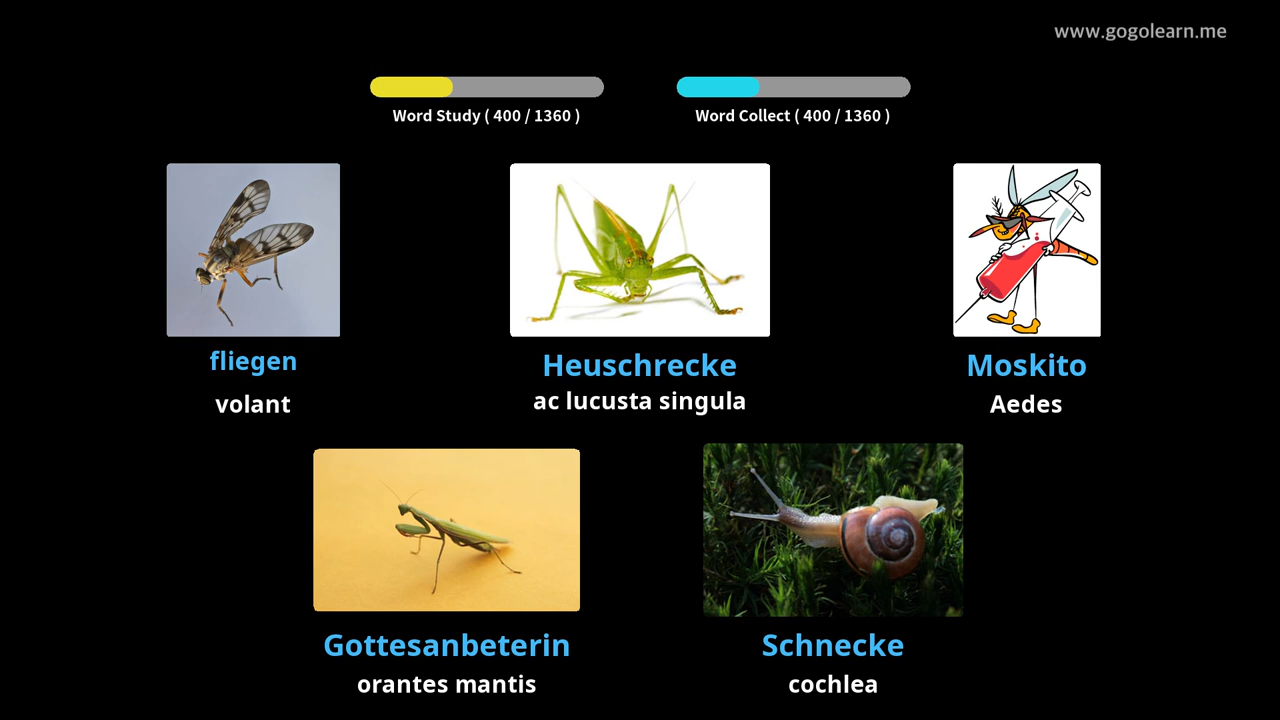 www.gogolearn.me
Word Study ( 400 / 1360 )
Word Collect ( 400 / 1360 )
fliegen
volant
Heuschrecke
ac lucusta singula
Moskito
Aedes
Gottesanbeterin
orantes mantis
Schnecke
cochlea